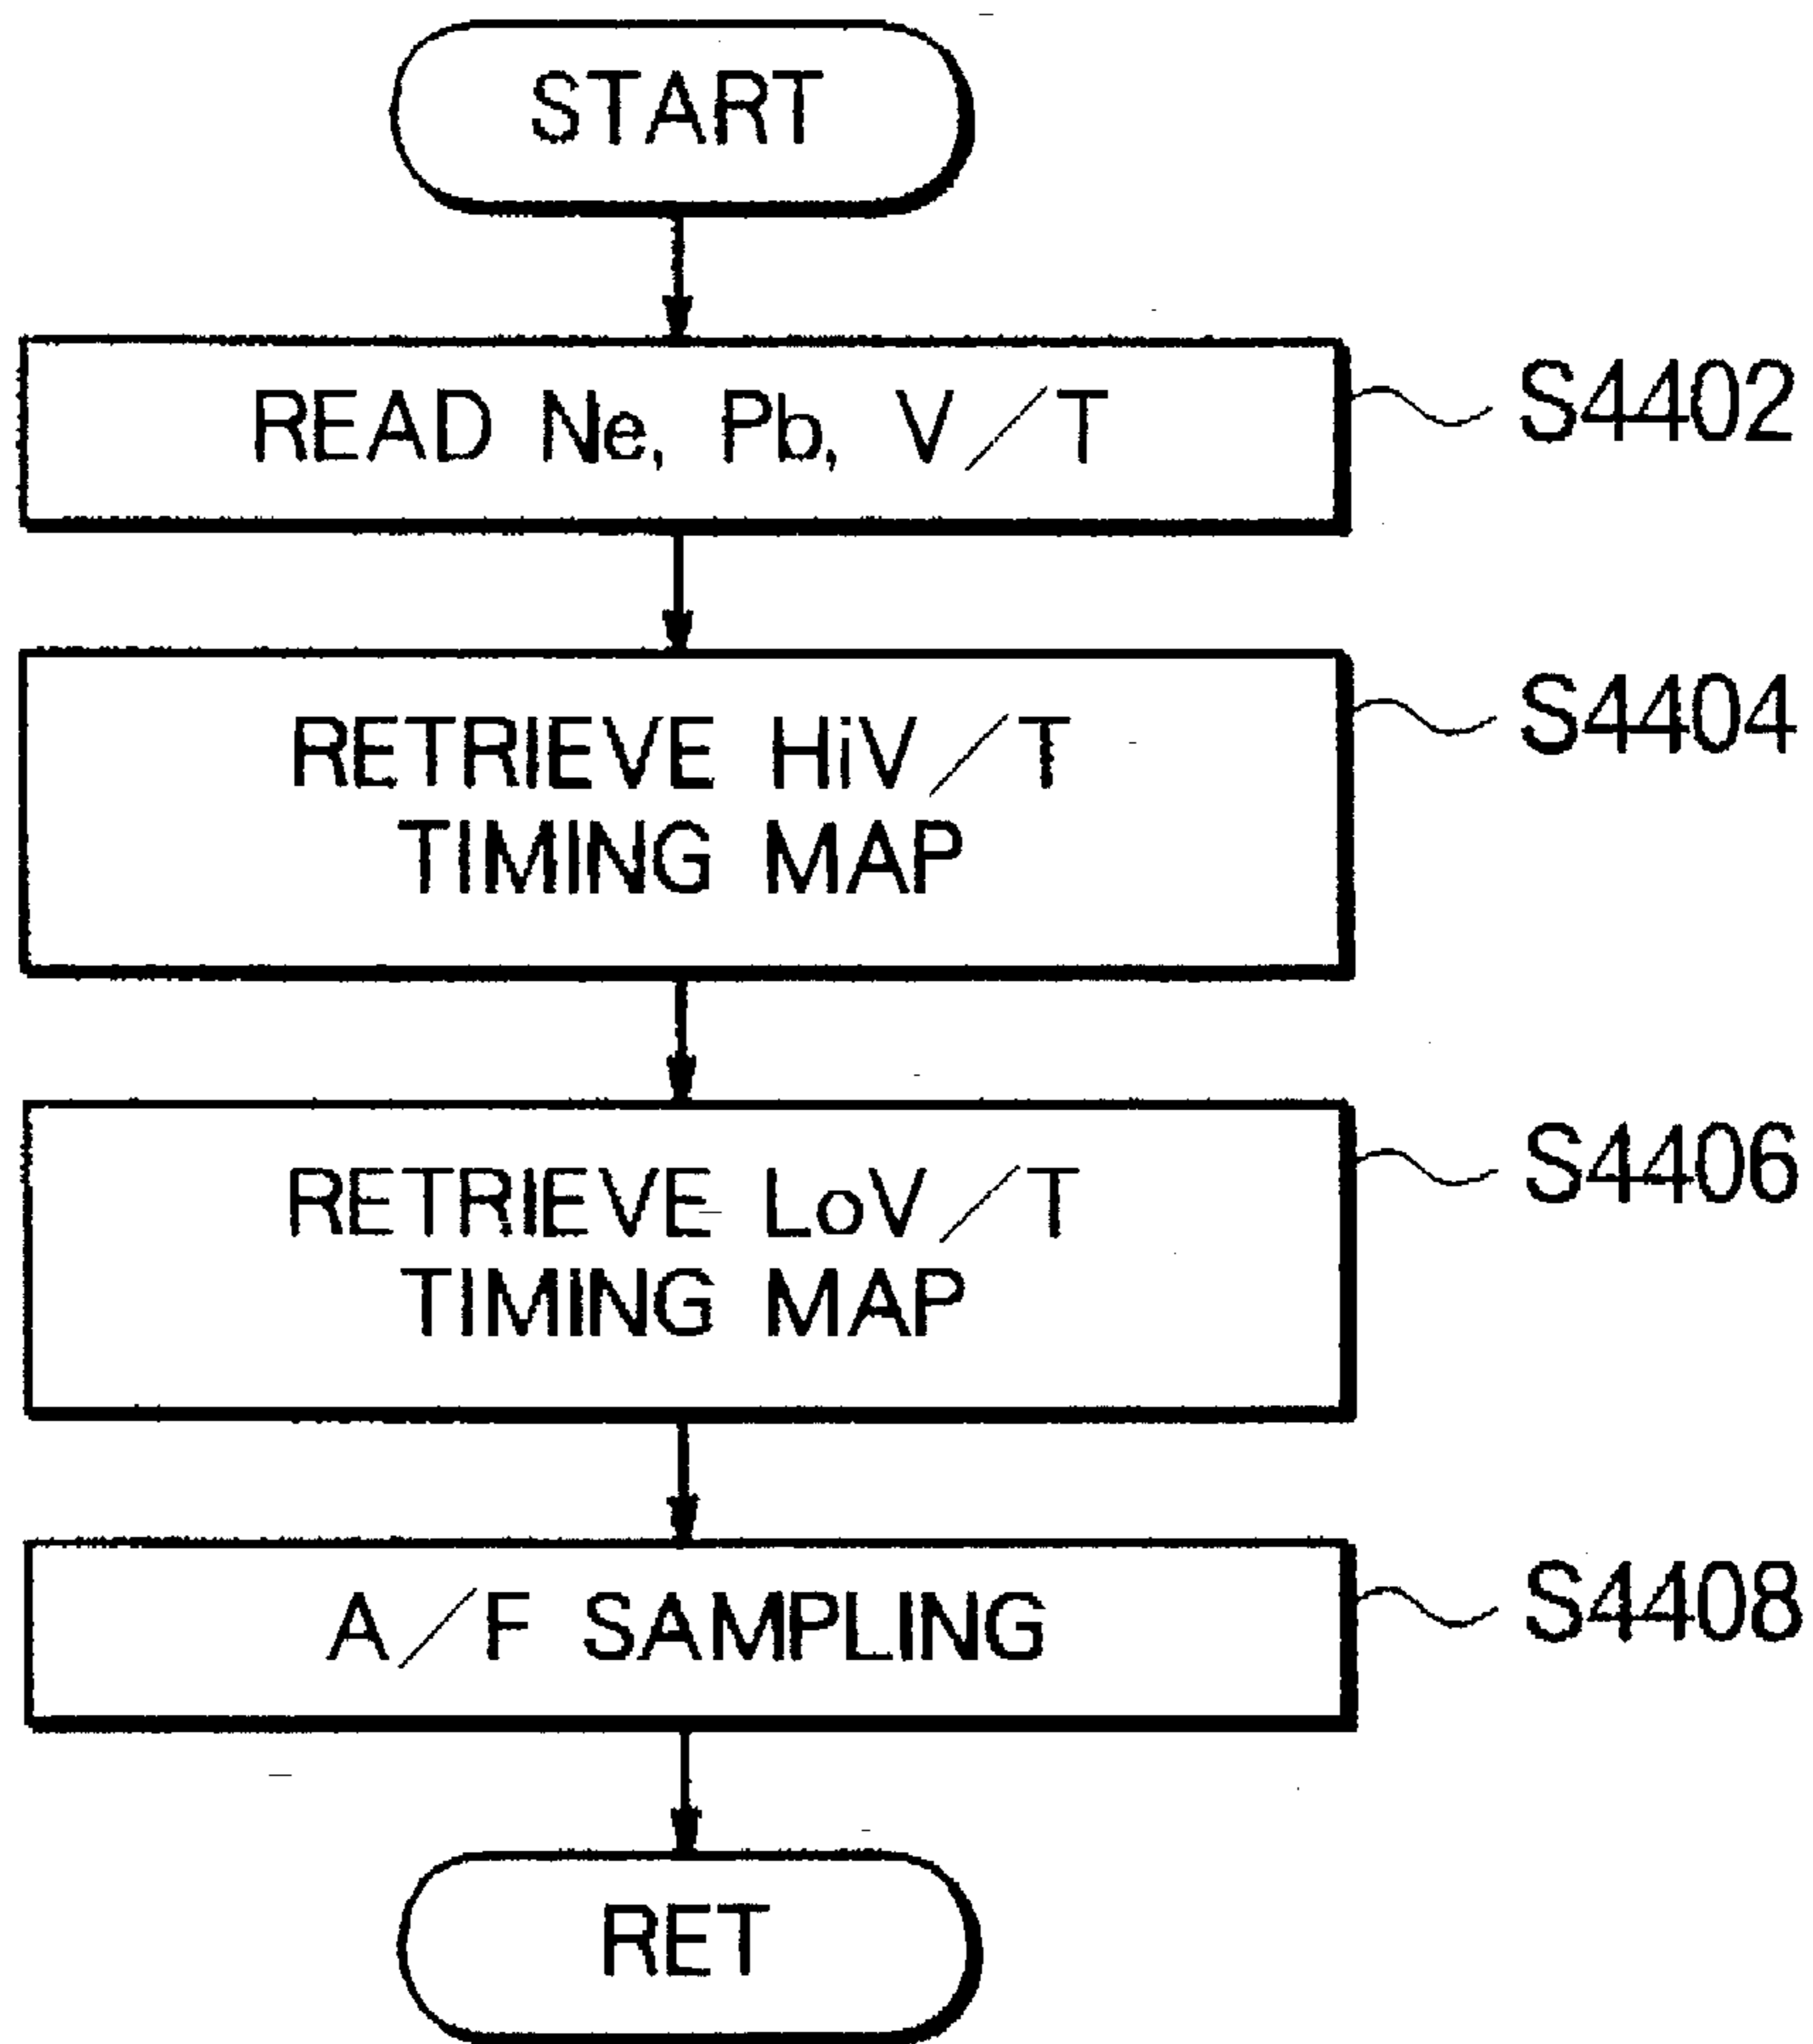 START
READ Ne, Pb, V/T
S4402
RETRIEVE HiV/T
TIMING MAP
S4404
RETRIEVE LoV/T
TIMING MAP
S4406
A/F SAMPLING
S4408
RET